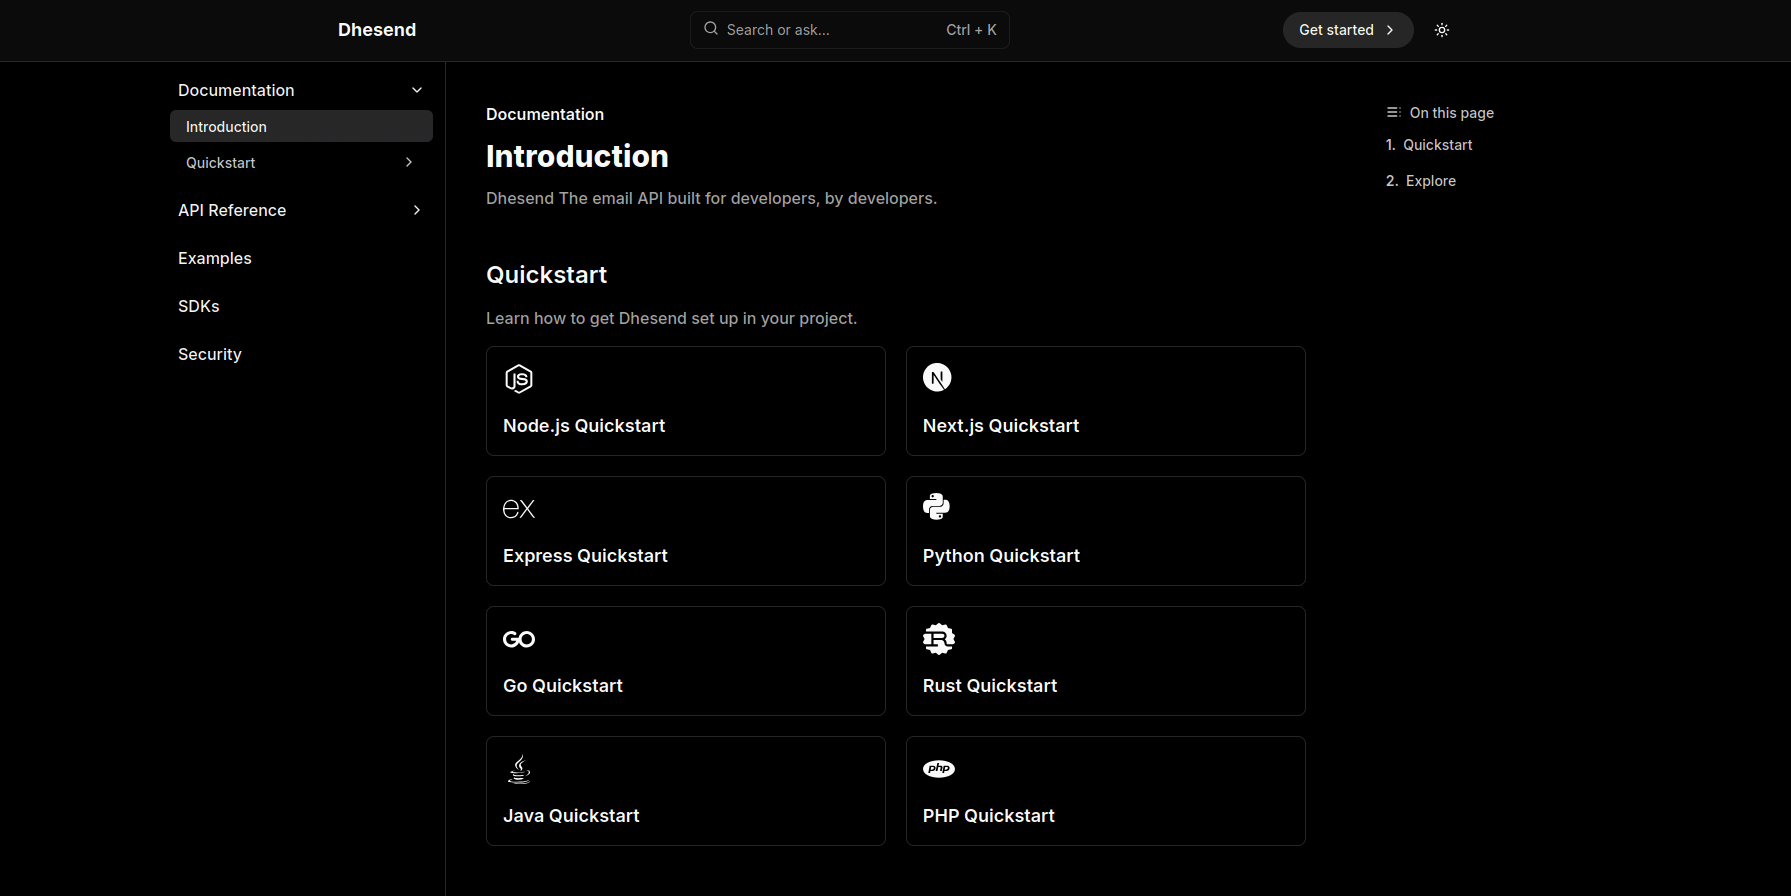 Dhesend
Search or ask...
Ctrl + K
Get started
Documentation
Introduction
Quickstart
API Reference
Examples
SDKs
Security
Documentation
Introduction
Dhesend The email API built for developers, by developers.
Quickstart
Learn how to get Dhesend set up in your project.
JS
Node.js Quickstart
N
Next.js Quickstart
ex
Express Quickstart
Python Quickstart
GO
Go Quickstart
R
Rust Quickstart
Java Quickstart
php
PHP Quickstart
On this page
1. Quickstart
2. Explore